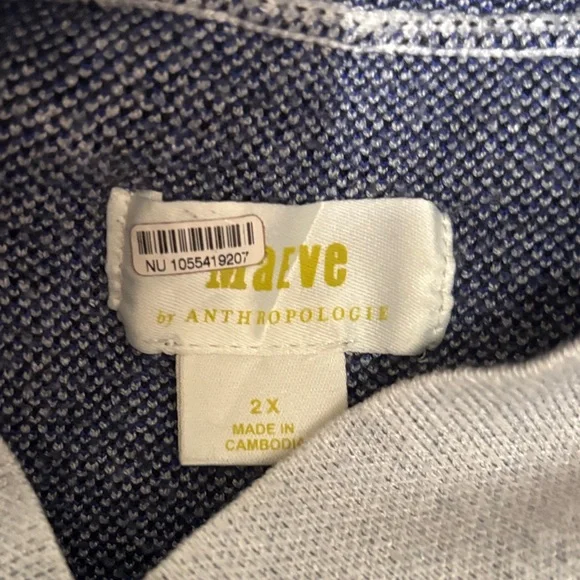 NU 1055419207
Maeve
by ANTHROPOLOGIE
2X
MADE IN
CAMBODIA